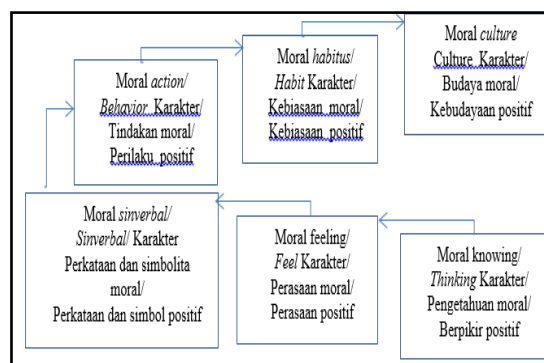 Moral culture
Culture Karakter/
Budaya moral/
Kebudayaan positif
Moral habitus/
Habit Karakter/
Kebiasaan moral/
Kebiasaan positif
Moral action/
Behavior Karakter/
Tindakan moral/
Perilaku positif
Moral sinverbal/
Sinverbal/ Karakter
Perkataan dan simbolita
moral/
Perkataan dan simbol positif
Moral feeling/
Feel Karakter/
Perasaan moral/
Perasaan positif
Moral knowing/
Thinking Karakter/
Pengetahuan moral/
Berpikir positif